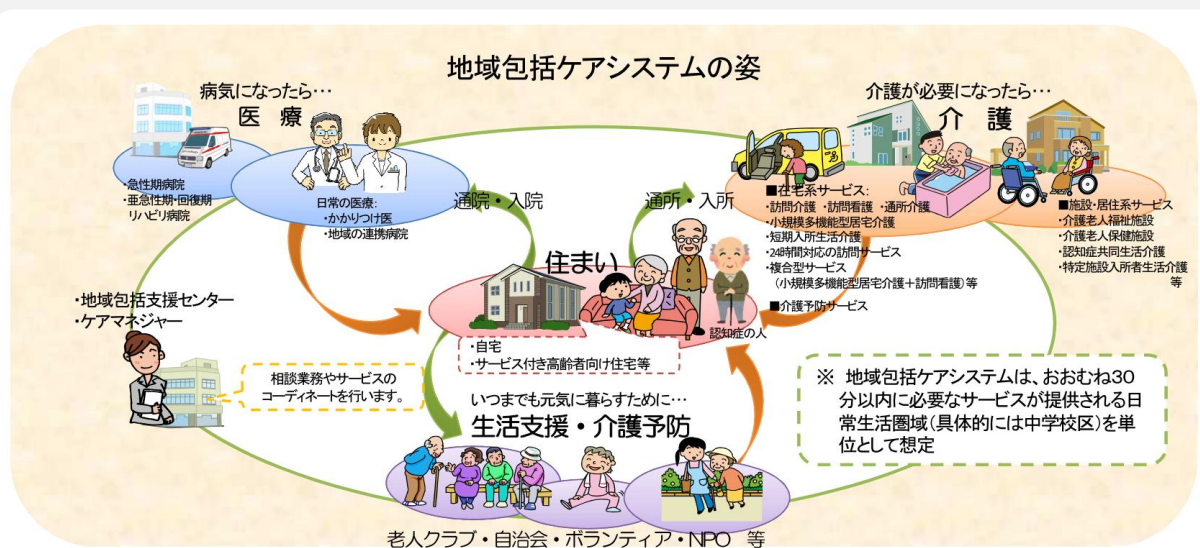 地域包括ケアシステムの姿
病気になったら…
医 療
・急性期病院
・亜急性期・回復期
リハビリ病院
日常の医療:
・かかりつけ医
・地域の連携病院
通院・入院
通所・入所
介護が必要になったら…
介 護
■在宅系サービス:
・訪問介護 ・訪問看護 ・通所介護
・小規模多機能型居宅介護
・短期入所生活介護
・24時間対応の訪問サービス
・複合型サービス
(小規模多機能型居宅介護+訪問看護)等
■介護予防サービス
■施設・居住系サービス
・介護老人福祉施設
・介護老人保健施設
・認知症共同生活介護
・特定施設入所者生活介護
等
住まい
認知症の人
・自宅
・サービス付き高齢者向け住宅等
・地域包括支援センター
・ケアマネジャー
相談業務やサービスの
コーディネートを行います。
いつまでも元気に暮らすために…
生活支援・介護予防
老人クラブ・自治会・ボランティア・NPO 等
※ 地域包括ケアシステムは、おおむね30
分以内に必要なサービスが提供される日
常生活圏域(具体的には中学校区)を単
位として想定